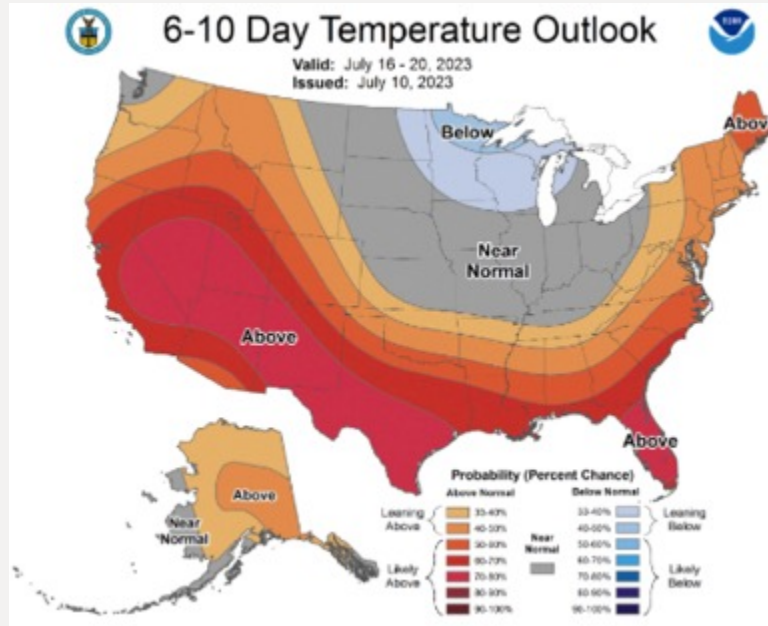 6-10 Day Temperature Outlook
Valid: July 16 - 20, 2023
Issued: July 10, 2023
Below
Abov
Near
Normal
Above
Above
Above
Near
Normal
Probability (Percent Chance)
Above Normal
Below Normal
Leaning
Above
33-40%
40-50%
Likely
Above
50-60%
60-70%
70-80%
80-90%
90-100%
Near
Normal
33-40%
40-50%
Leaning
Below
50-60%
60-70%
70-80%
80-90%
90-100%
Likely
Below